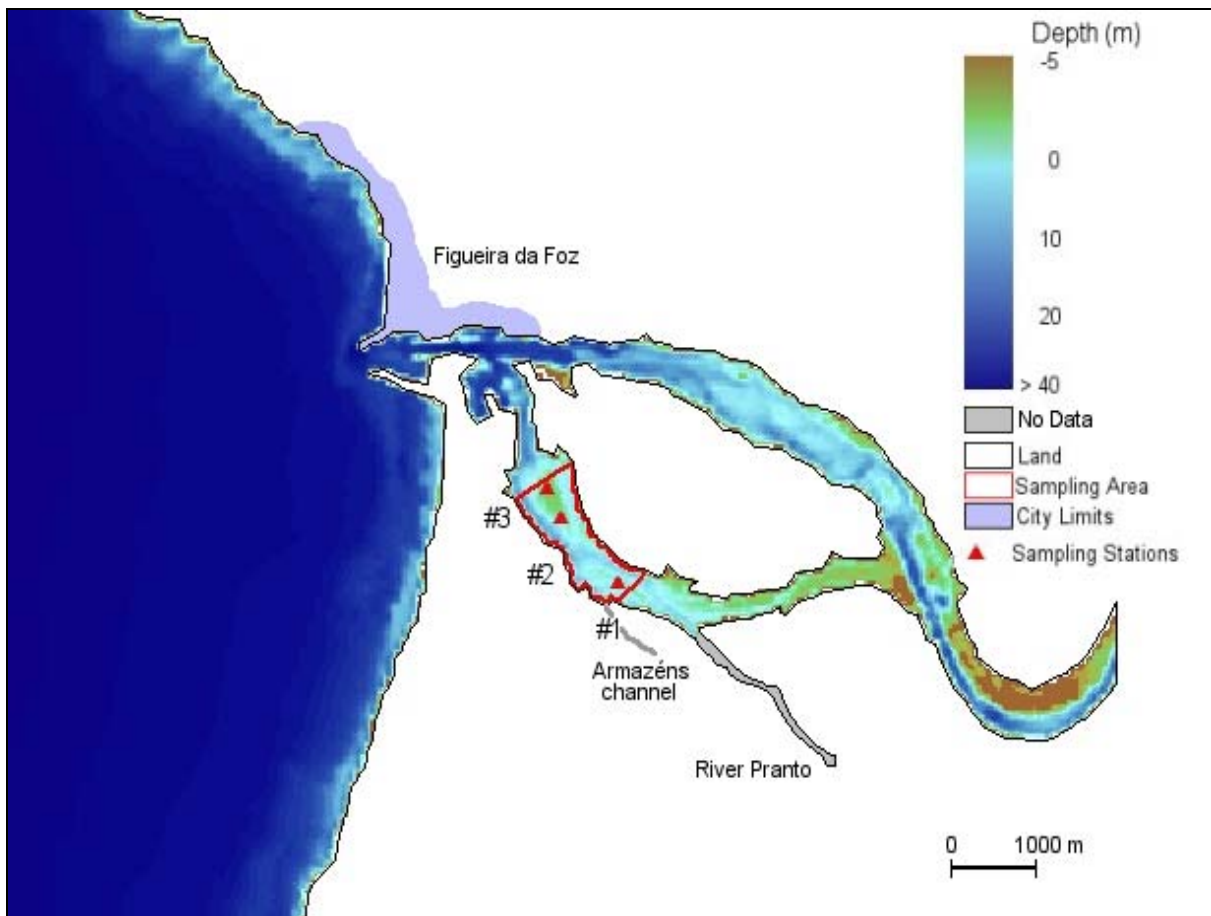 Depth (m)
-5
0
10
20
> 40
No Data
Land
Sampling Area
City Limits
Sampling Stations
Figueira da Foz
#3
#2
#1
Armazéns
channel
River Pranto
0 1000 m